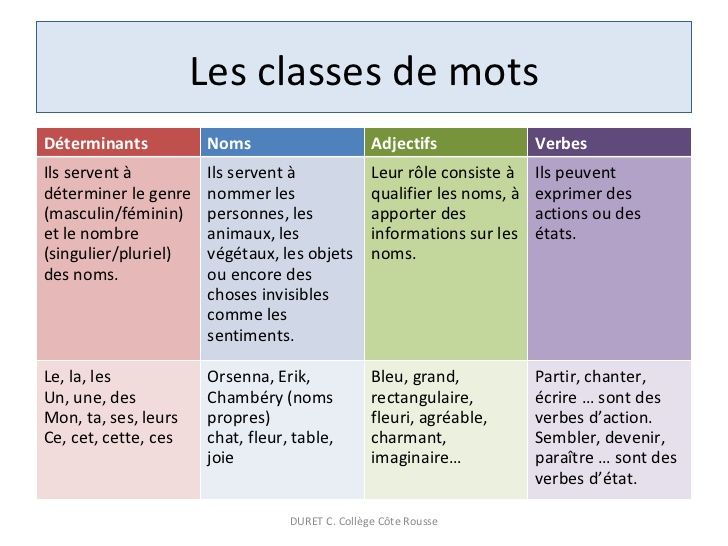 Les classes de mots
Déterminants
Noms
Adjectifs
Verbes
Ils servent à
déterminer le genre
(masculin/féminin)
et le nombre
(singulier/pluriel)
des noms.
Ils servent à
nommer les
personnes, les
animaux, les
végétaux, les objets
ou encore des
choses invisibles
comme les
sentiments.
Leur rôle consiste à
qualifier les noms, à
apporter des
informations sur les
noms.
Ils peuvent
exprimer des
actions ou des
états.
Le, la, les
Un, une, des
Mon, ta, ses, leurs
Ce, cet, cette, ces
Orsenna, Erik,
Chambéry (noms
propres)
chat, fleur, table,
joie
Bleu, grand,
rectangulaire,
fleuri, agréable,
charmant,
imaginaire…
Partir, chanter,
écrire … sont des
verbes d’action.
Sembler, devenir,
paraître … sont des
verbes d’état.
DURET C. Collège Côte Rousse